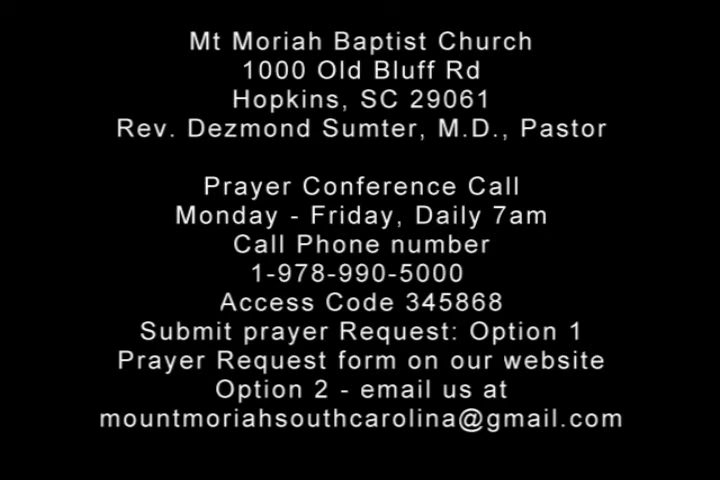 Mt Moriah Baptist Church
1000 Old Bluff Rd
Hopkins, SC 29061
Rev. Dezmond Sumter, M.D., Pastor
Prayer Conference Call
Monday - Friday, Daily 7am
Call Phone number
1-978-990-5000
Access Code 345868
Submit prayer Request: Option 1
Prayer Request form on our website
Option 2 - email us at
mountmoriahsouthcarolina@gmail.com